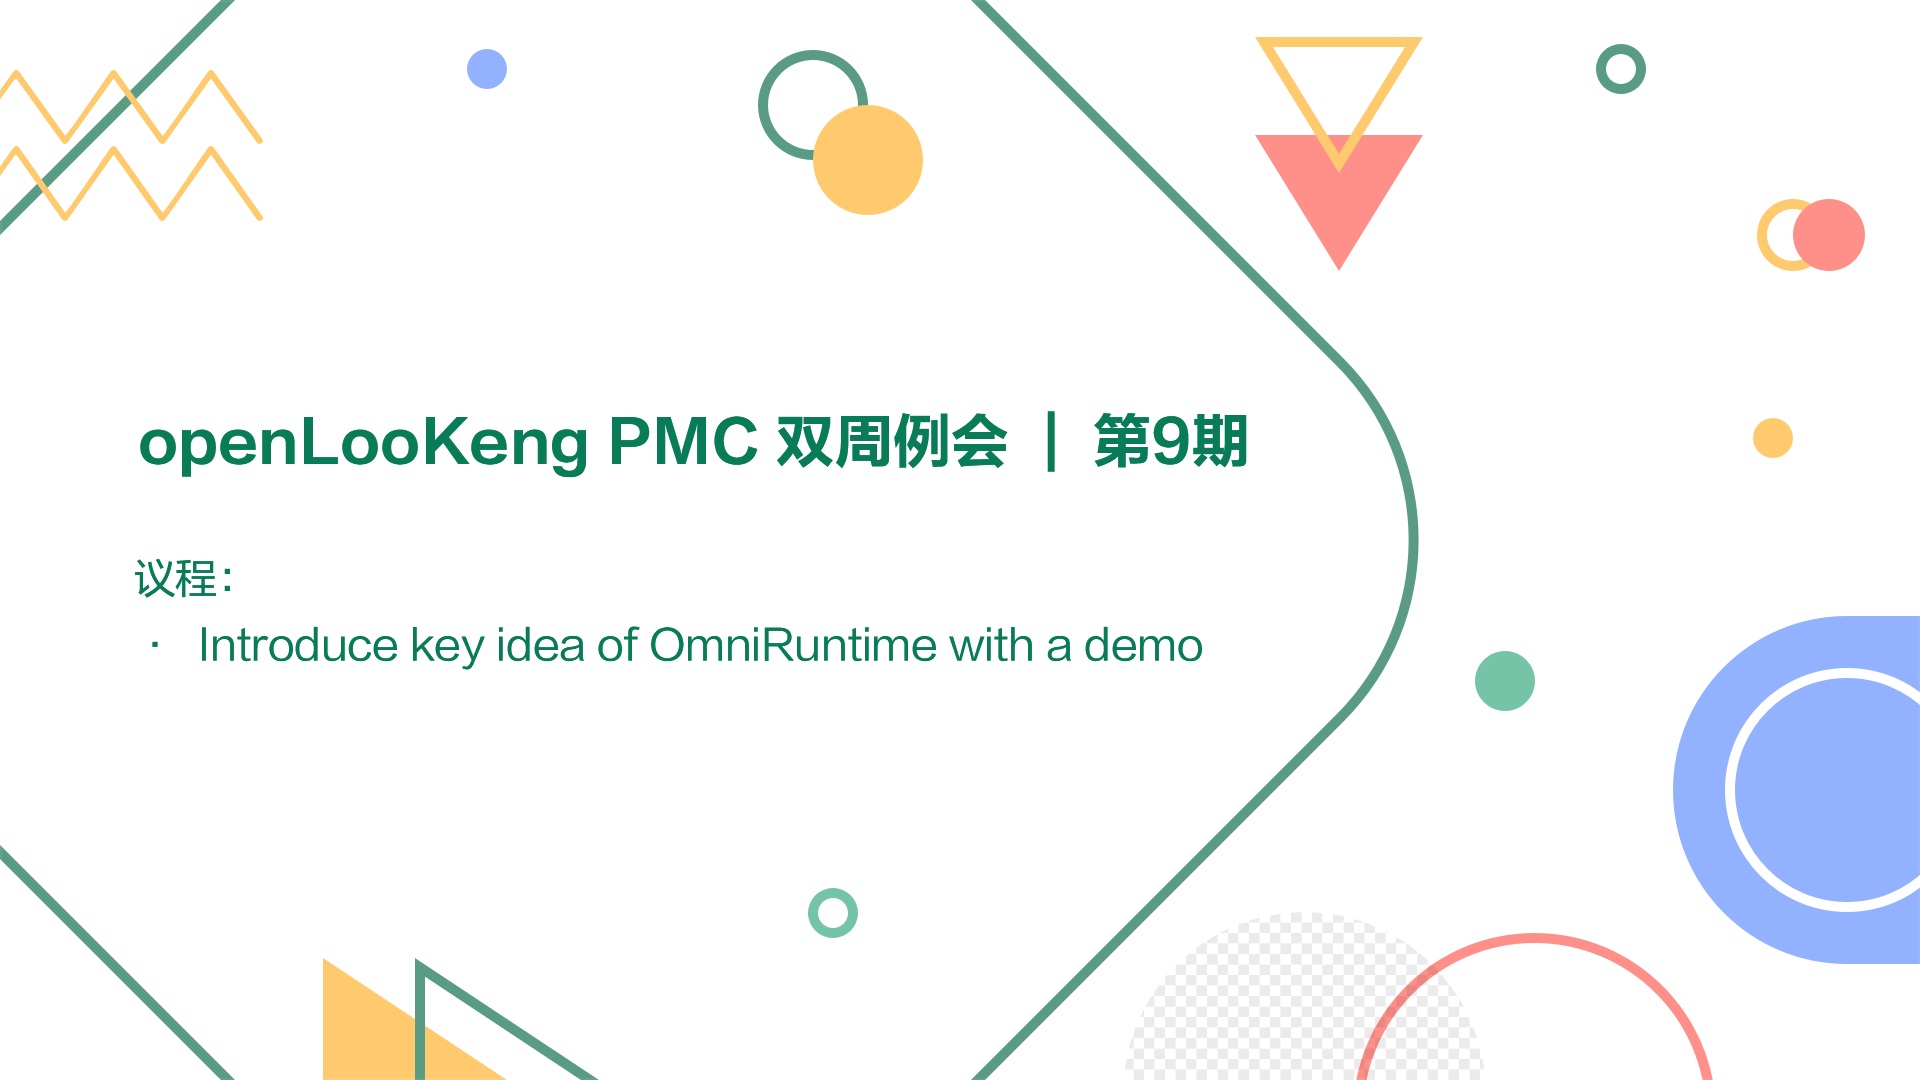 openLooKeng PMC 双周例会 | 第9期
议程：
· Introduce key idea of OmniRuntime with a demo